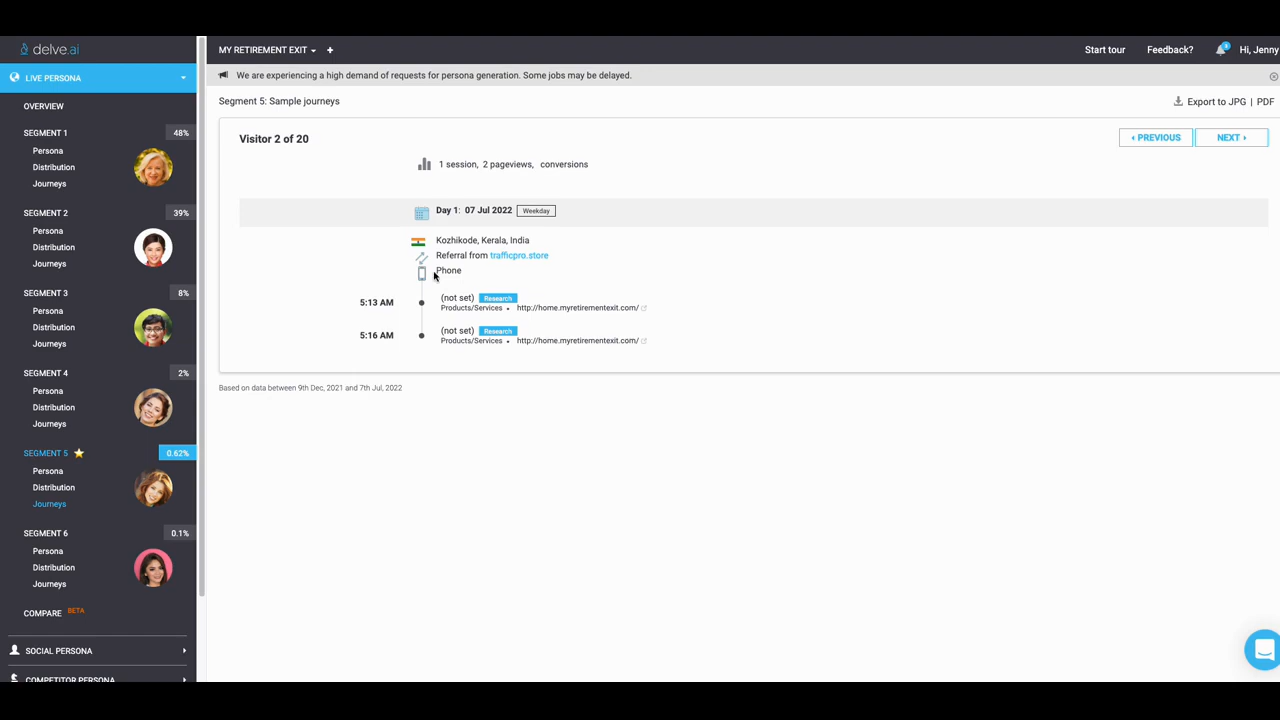 delve.ai
MY RETIREMENT EXIT
+
Start tour
Feedback?
Hi, Jenny
LIVE PERSONA
We are experiencing a high demand of requests for persona generation. Some jobs may be delayed.
OVERVIEW
Segment 5: Sample journeys
Export to JPG | PDF
SEGMENT 1
48%
Persona
Distribution
Journeys
SEGMENT 2
39%
Persona
Distribution
Journeys
SEGMENT 3
8%
Persona
Distribution
Journeys
SEGMENT 4
2%
Persona
Distribution
Journeys
SEGMENT 5
0.62%
Persona
Distribution
Journeys
SEGMENT 6
0.1%
Persona
Distribution
Journeys
COMPARE BETA
SOCIAL PERSONA
COMPETITOR PERSONA
Visitor 2 of 20
PREVIOUS
NEXT
1 session, 2 pageviews, conversions
Day 1: 07 Jul 2022 Weekday
Kozhikode, Kerala, India
Referral from trafficpro.store
Phone
5:13 AM
(not set) Research
Products/Services • http://home.myretirementexit.com/
5:16 AM
(not set) Research
Products/Services • http://home.myretirementexit.com/
Based on data between 9th Dec, 2021 and 7th Jul, 2022